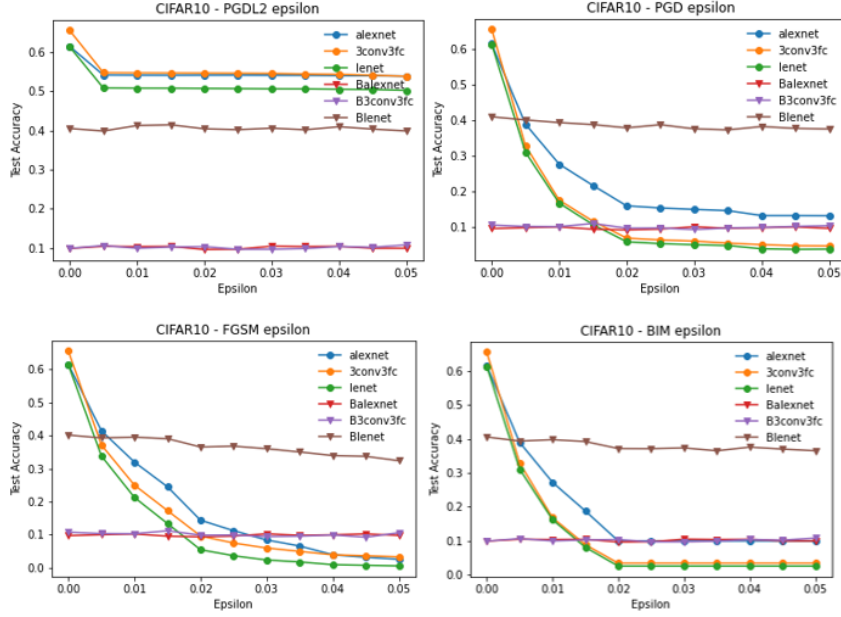 CIFAR10 - PGDL2 epsilon
Test Accuracy
0.6
0.5
0.4
0.3
0.2
0.1
0.00
0.01
0.02
0.03
0.04
0.05
Epsilon
alexnet
3conv3fc
lenet
Balexnet
B3conv3fc
Blenet
CIFAR10 - PGD epsilon
Test Accuracy
0.6
0.5
0.4
0.3
0.2
0.1
0.00
0.01
0.02
0.03
0.04
0.05
Epsilon
alexnet
3conv3fc
lenet
Balexnet
B3conv3fc
Blenet
CIFAR10 - FGSM epsilon
Test Accuracy
0.6
0.5
0.4
0.3
0.2
0.1
0.0
0.00
0.01
0.02
0.03
0.04
0.05
Epsilon
alexnet
3conv3fc
lenet
Balexnet
B3conv3fc
Blenet
CIFAR10 - BIM epsilon
Test Accuracy
0.6
0.5
0.4
0.3
0.2
0.1
0.0
0.00
0.01
0.02
0.03
0.04
0.05
Epsilon
alexnet
3conv3fc
lenet
Balexnet
B3conv3fc
Blenet